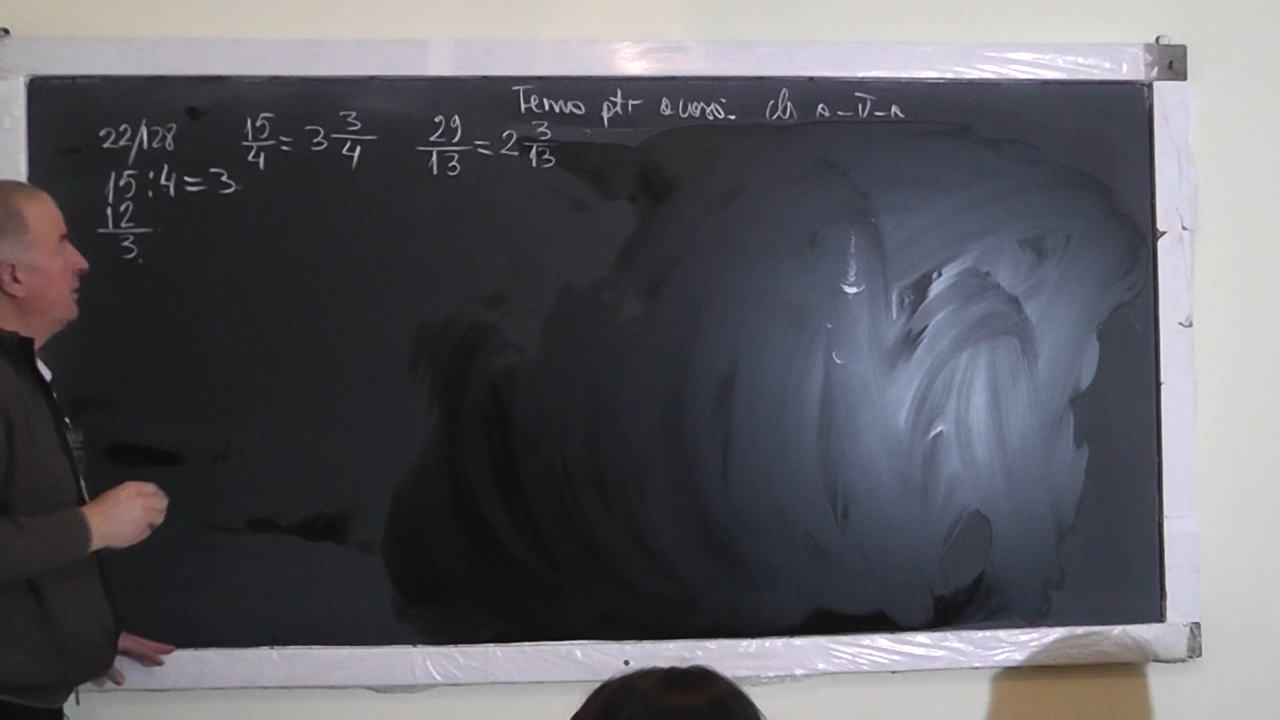 Temă ptr acasă cls a-V-a
22/128 15/4 = 3 3/4 29/13 = 2 3/13
15:4=3
12
3